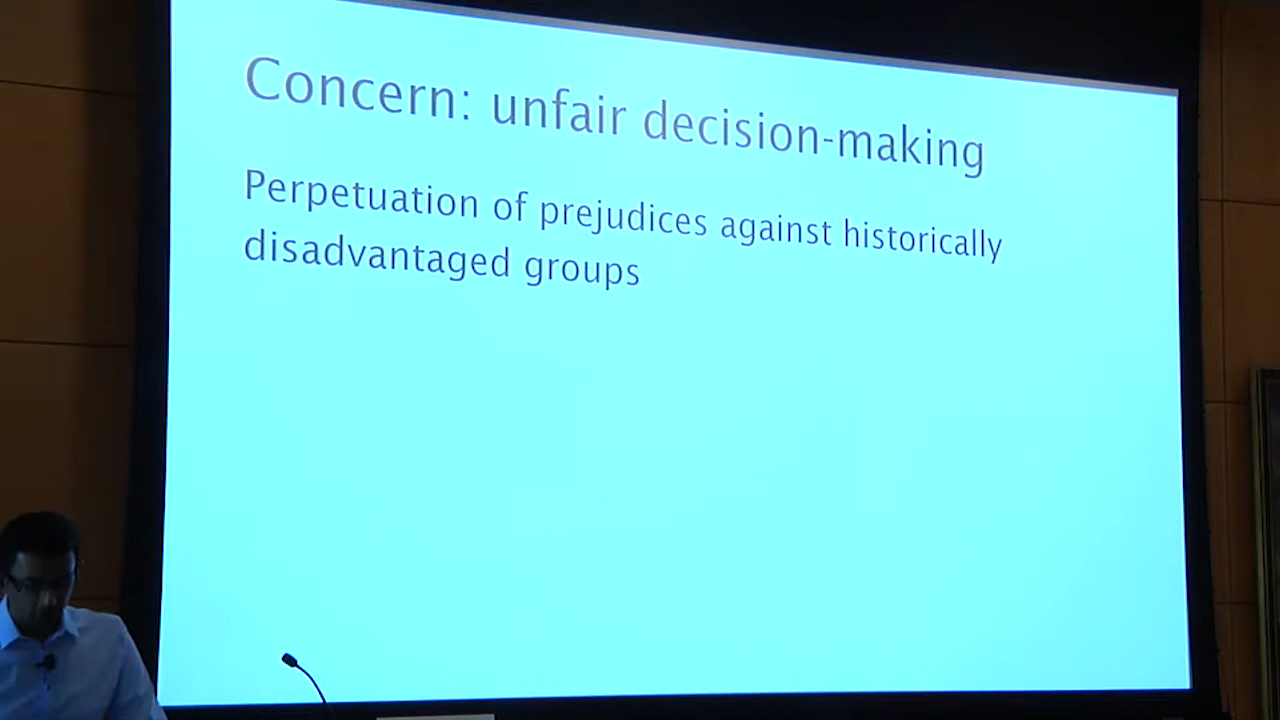 Concern: unfair decision-making
Perpetuation of prejudices against historically
disadvantaged groups